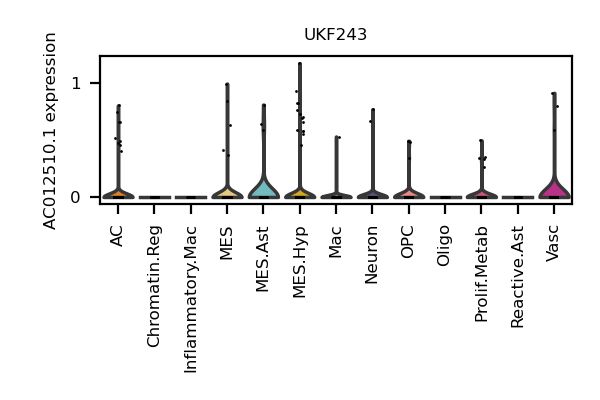 UKF243
AC012510.1 expression
1
0
AC
Chromatin.Reg
Inflammatory.Mac
MES
MES.Ast
MES.Hyp
Mac
Neuron
OPC
Oligo
Prolif.Metab
Reactive.Ast
Vasc